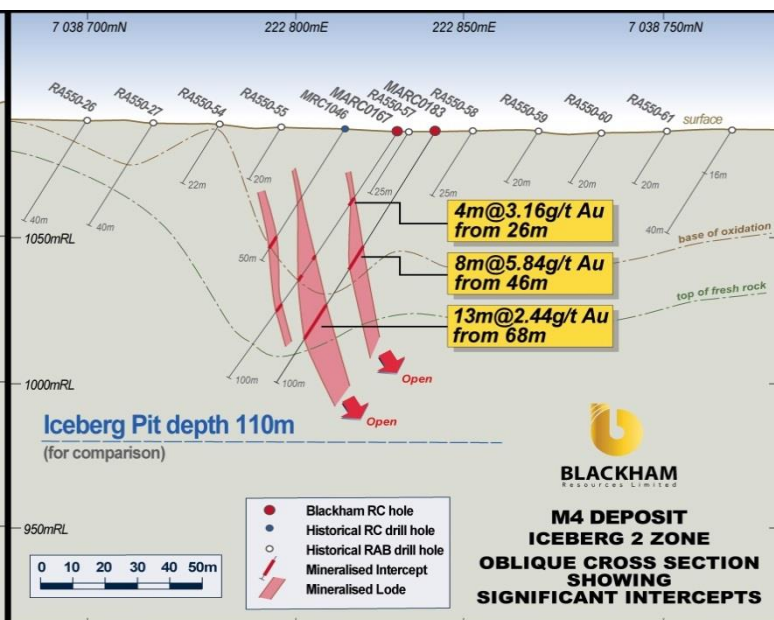 7 038 700mN
222 800mE
222 850mE
7 038 750mN
RA550-26
RA550-27
RA550-54
RA550-55
MRC1046
MARC0167
RA550-57
MARC0183
RA550-58
RA550-59
RA550-60
RA550-61
surface
16m
22m
20m
25m
25m
20m
20m
20m
40m
40m
40m
50m
4m@3.16g/t Au
from 26m
base of oxidation
1050mRL
8m@5.84g/t Au
from 46m
top of fresh rock
13m@2.44g/t Au
from 68m
100m
100m
1000mRL
Open
Open
Iceberg Pit depth 110m
(for comparison)
BLACKHAM
Resources Limited
950mRL
Blackham RC hole
Historical RC drill hole
Historical RAB drill hole
Mineralised Intercept
Mineralised Lode
0 10 20 30 40 50m
M4 DEPOSIT
ICEBERG 2 ZONE
OBLIQUE CROSS SECTION
SHOWING
SIGNIFICANT INTERCEPTS